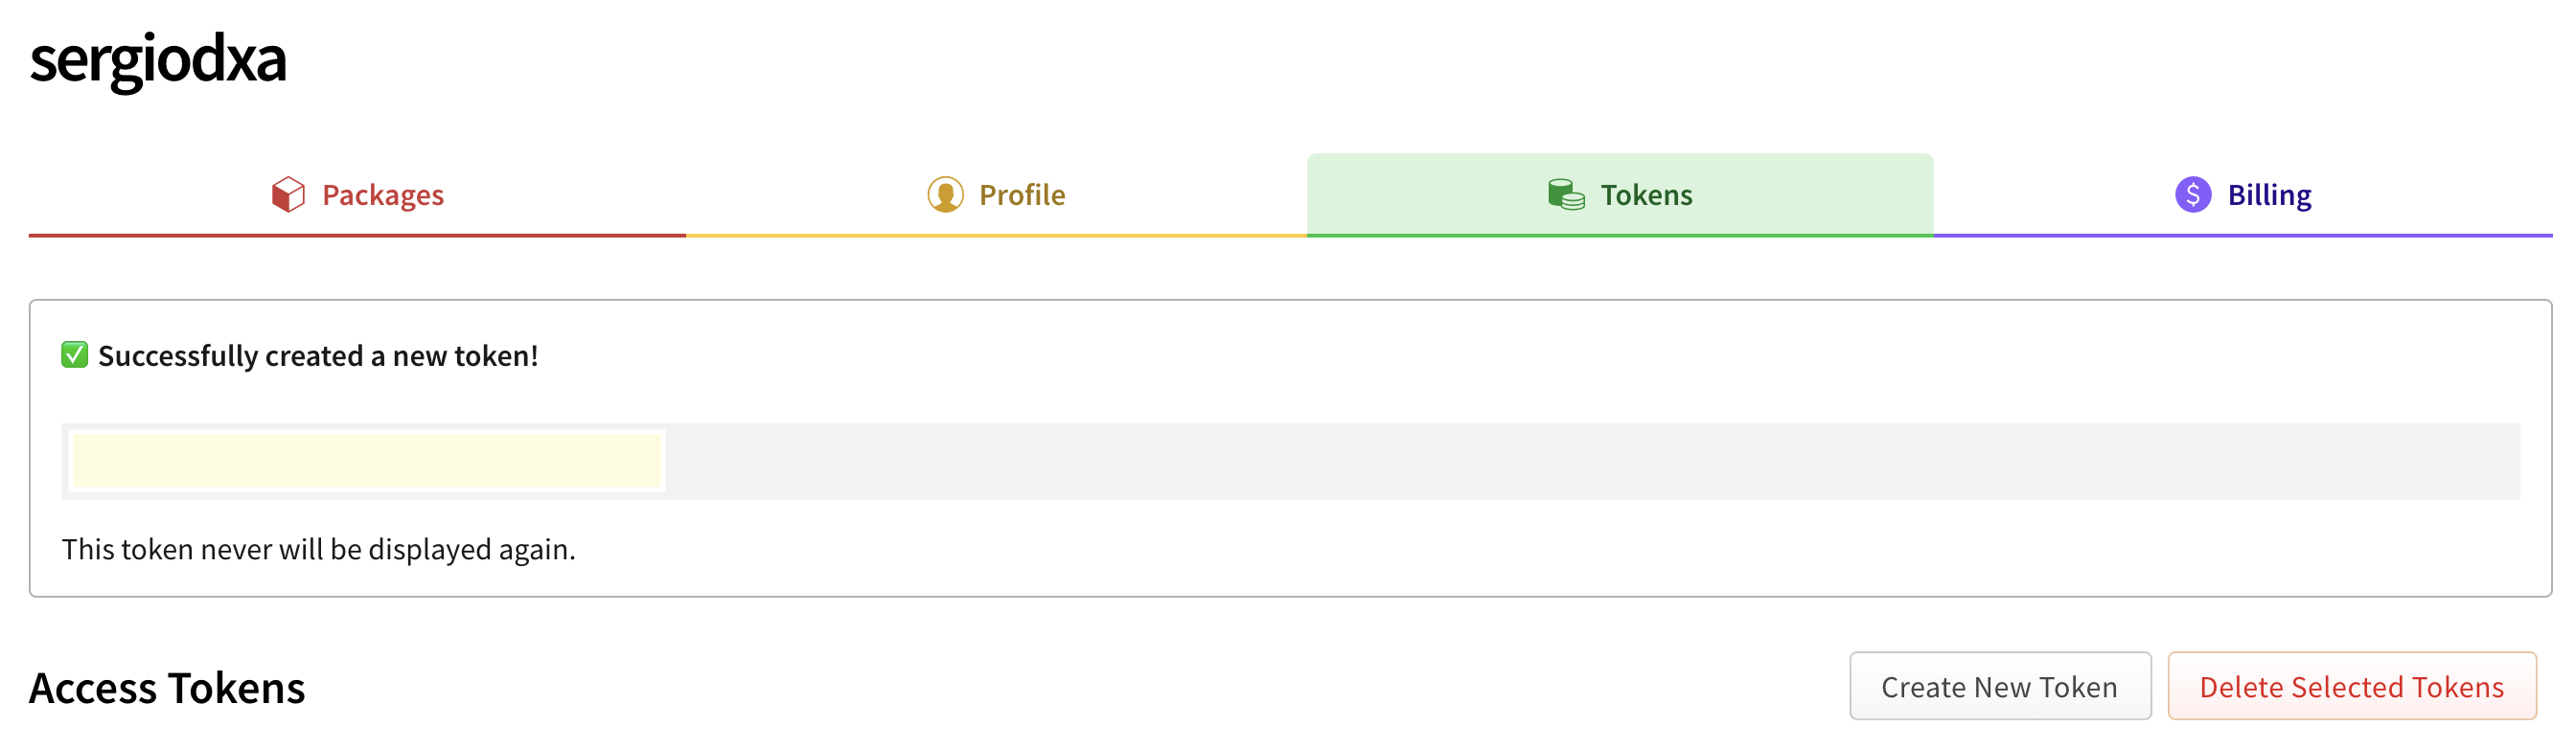 sergiodxa
Packages Profile Tokens Billing
✅ Successfully created a new token!
This token never will be displayed again.
Access Tokens Create New Token Delete Selected Tokens